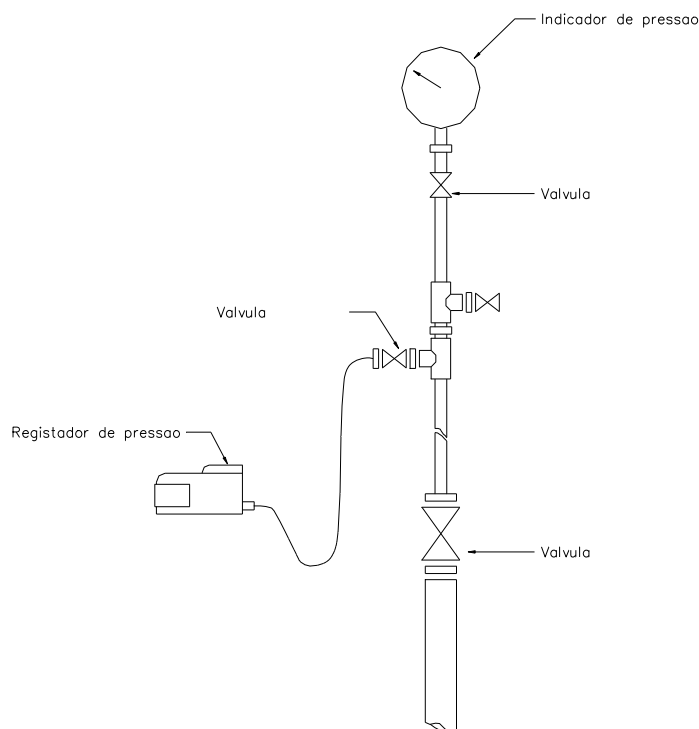 Indicador de pressao
Valvula
Valvula
Registador de pressao
Valvula